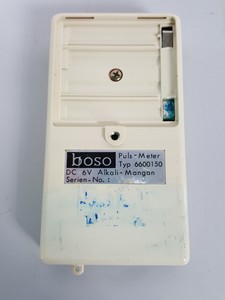 boso
Puls-Meter
Typ 6600150
DC 6V Alkali-Mangan
Serien-No.: